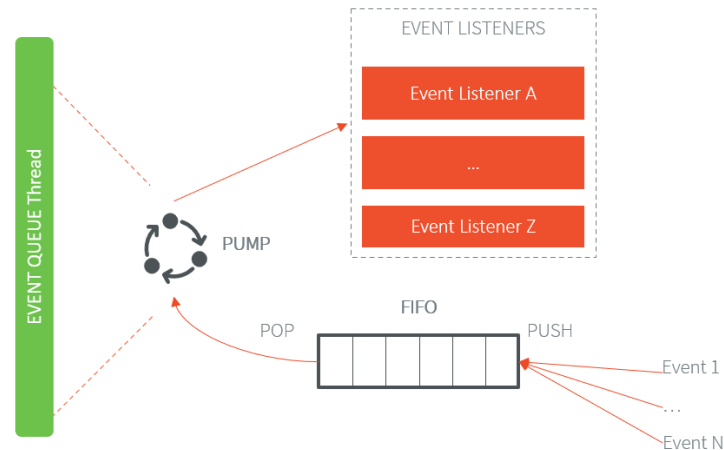 EVENT LISTENERS
Event Listener A
...
Event Listener Z
EVENT QUEUE Thread
PUMP
FIFO
POP
PUSH
Event 1
...
Event N